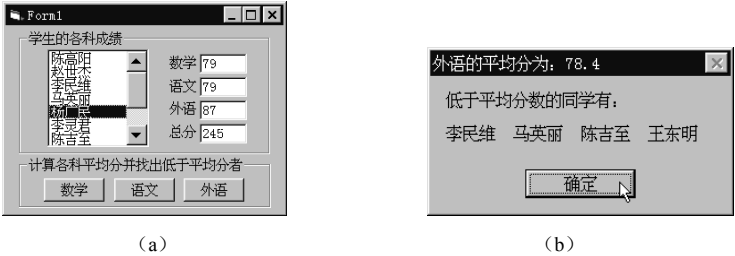 Form1
学生的各科成绩
陈高阳
赵世杰
李民维
马英丽
杨广民
李灵君
陈吉至
数学 79
语文 79
外语 87
总分 245
计算各科平均分并找出低于平均分者
数学 语文 外语
（a）
外语的平均分为: 78.4
低于平均分数的同学有:
李民维 马英丽 陈吉至 王东明
确定
（b）